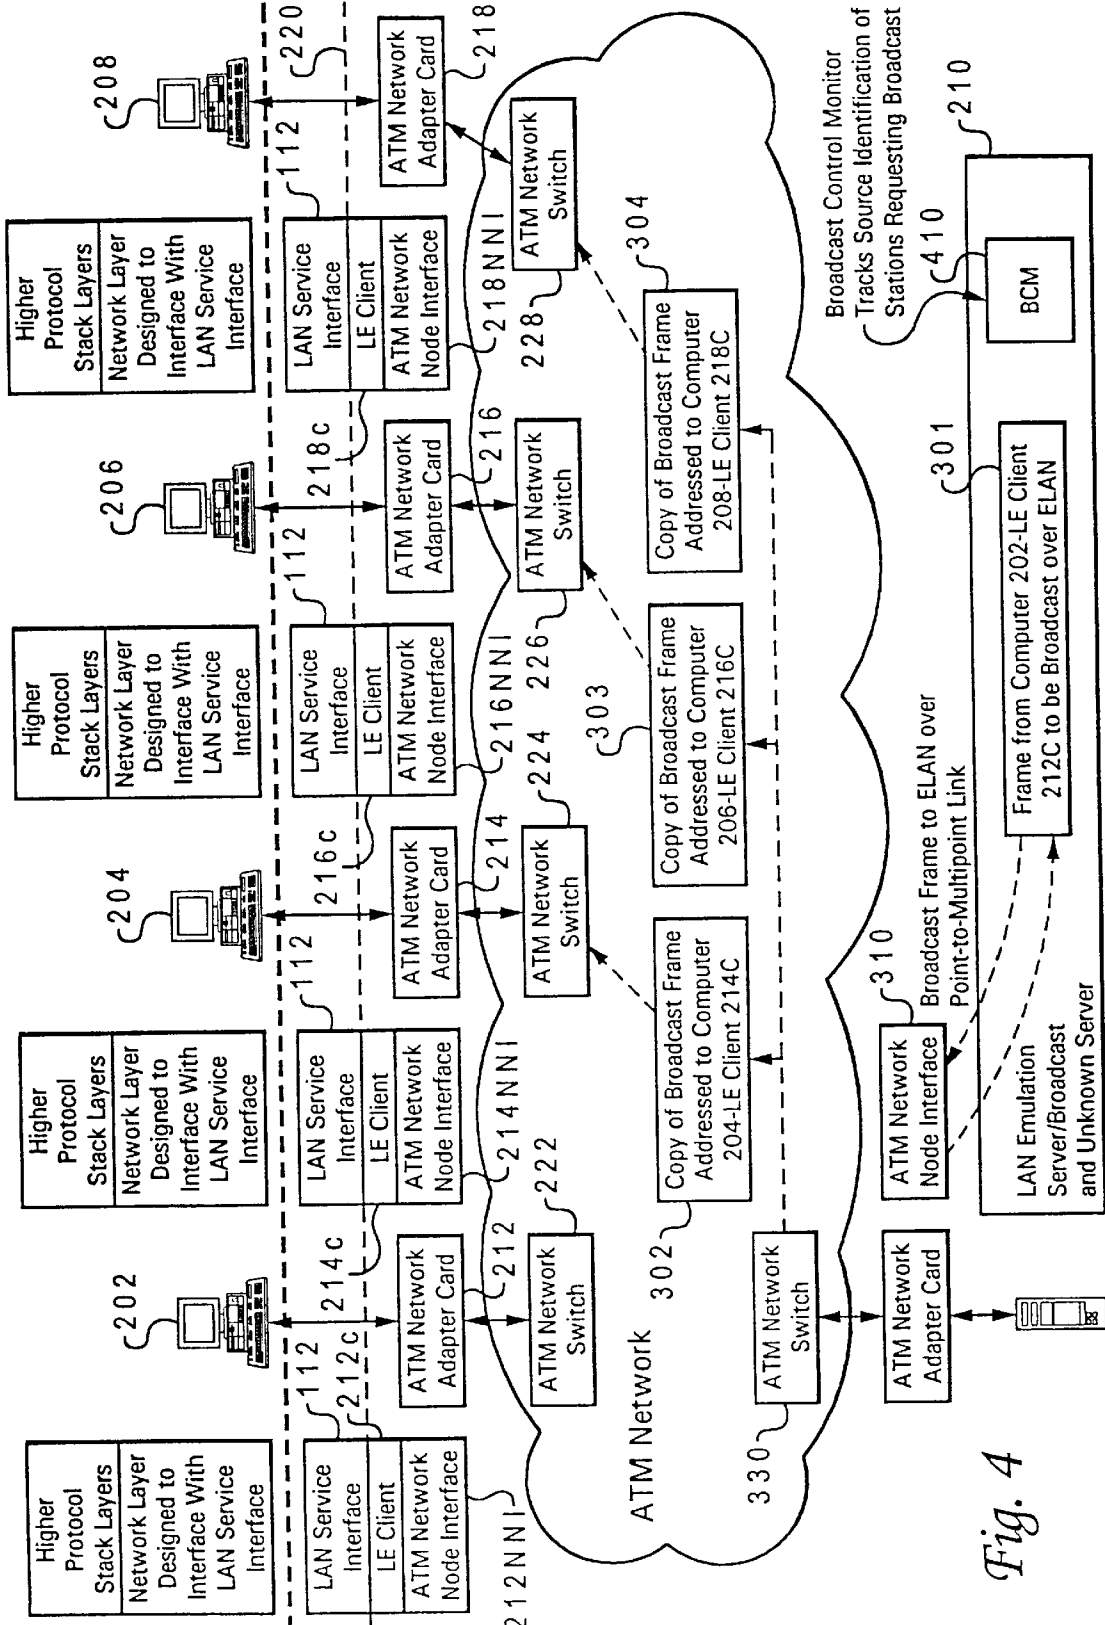 Higher
Protocol
Stack Layers
Network Layer
Designed to
Interface With
LAN Service
Interface
202
112
212c
LAN Service
Interface
LE Client
ATM Network
Node Interface
212NNI
ATM Network
Adapter Card
212
ATM Network
Switch
222
Higher
Protocol
Stack Layers
Network Layer
Designed to
Interface With
LAN Service
Interface
204
112
214c
LAN Service
Interface
LE Client
ATM Network
Node Interface
214NNI
ATM Network
Adapter Card
214
ATM Network
Switch
224
Higher
Protocol
Stack Layers
Network Layer
Designed to
Interface With
LAN Service
Interface
206
112
216c
LAN Service
Interface
LE Client
ATM Network
Node Interface
216NNI
ATM Network
Adapter Card
216
ATM Network
Switch
226
Higher
Protocol
Stack Layers
Network Layer
Designed to
Interface With
LAN Service
Interface
208
112
220
218c
LAN Service
Interface
LE Client
ATM Network
Node Interface
218NNI
ATM Network
Adapter Card
218
ATM Network
Switch
228
ATM Network
302
Copy of Broadcast Frame
Addressed to Computer
204-LE Client 214C
303
Copy of Broadcast Frame
Addressed to Computer
206-LE Client 216C
304
Copy of Broadcast Frame
Addressed to Computer
208-LE Client 218C
330
ATM Network
Switch
ATM Network
Adapter Card
ATM Network
Node Interface
310
Broadcast Frame to ELAN over
Point-to-Multipoint Link
Broadcast Control Monitor
Tracks Source Identification of
Stations Requesting Broadcast
LAN Emulation
Server/Broadcast
and Unknown Server
Frame from Computer 202-LE Client
212C to be Broadcast over ELAN
301
BCM
410
210
Fig. 4